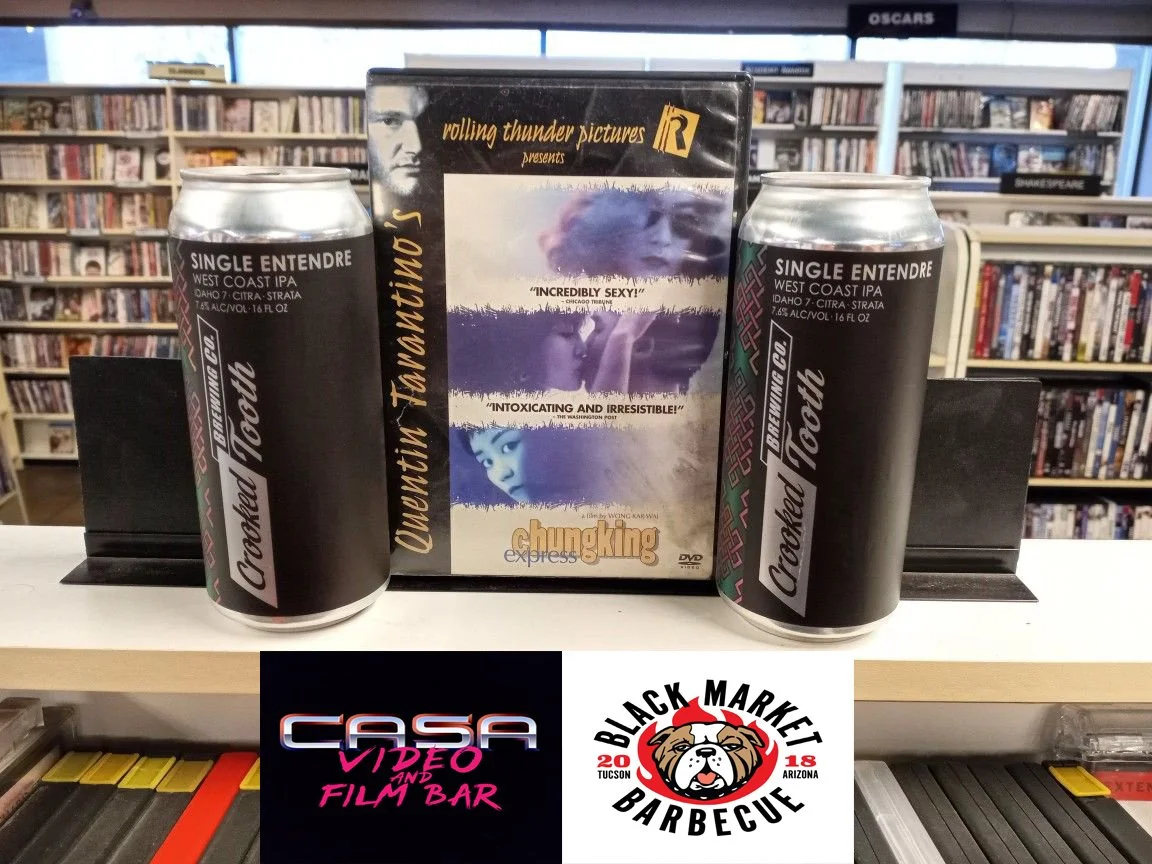 OSCARS
SHAKESPEARE
rolling thunder pictures
presents
R
Quentin Tarantino's
"INCREDIBLY SEXY!"
- CHICAGO TRIBUNE
"INTOXICATING AND IRRESISTIBLE!"
- THE WASHINGTON POST
a film by WONG KAR-WAI
chungking
express
DVD
VIDEO
SINGLE ENTENDRE
WEST COAST IPA
IDAHO 7 · CITRA · STRATA
7.6% ALC/VOL · 16 FL OZ
Crooked Tooth
BREWING CO.
SINGLE ENTENDRE
WEST COAST IPA
IDAHO 7 · CITRA · STRATA
7.6% ALC/VOL · 16 FL OZ
Crooked Tooth
BREWING CO.
CASA
VIDEO
AND
FILM BAR
BLACK MARKET
20 18
TUCSON ARIZONA
BARBECUE